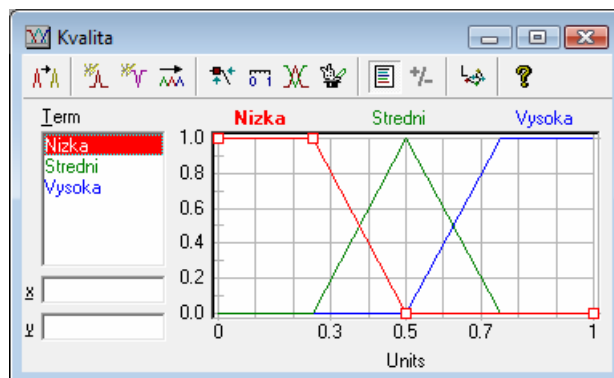 Kvalita
Term
Nizka
Stredni
Vysoka
x
y
Nizka Stredni Vysoka
1.0
0.8
0.6
0.4
0.2
0.0
0 0.3 0.5 0.7 1
Units